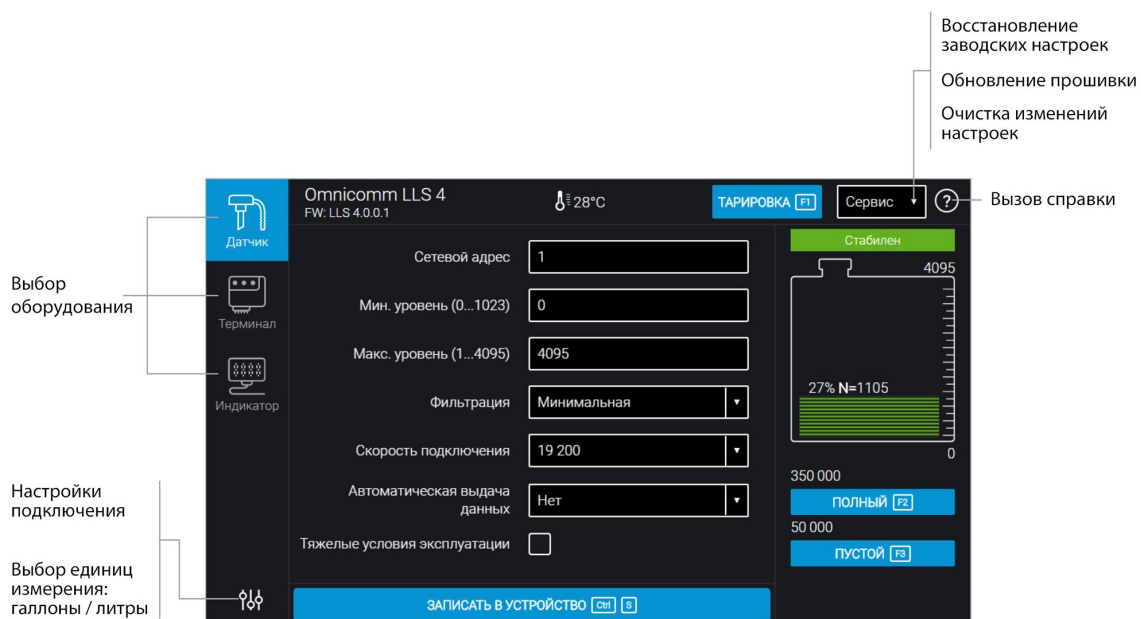 Восстановление
заводских настроек
Обновление прошивки
Очистка изменений
настроек
Omnicomm LLS 4
FW: LLS 4.0.0.1
28°C
ТАРИРОВКА F1
Сервис
?
Вызов справки
Датчик
Терминал
Индикатор
Выбор
оборудования
Сетевой адрес 1
Мин. уровень (0...1023) 0
Макс. уровень (1...4095) 4095
Фильтрация Минимальная
Скорость подключения 19 200
Автоматическая выдача
данных Нет
Тяжелые условия эксплуатации
Стабилен
4095
27% N=1105
0
350 000
ПОЛНЫЙ F2
50 000
ПУСТОЙ F3
Настройки
подключения
Выбор единиц
измерения:
галлоны / литры
ЗАПИСАТЬ В УСТРОЙСТВО Ctrl S